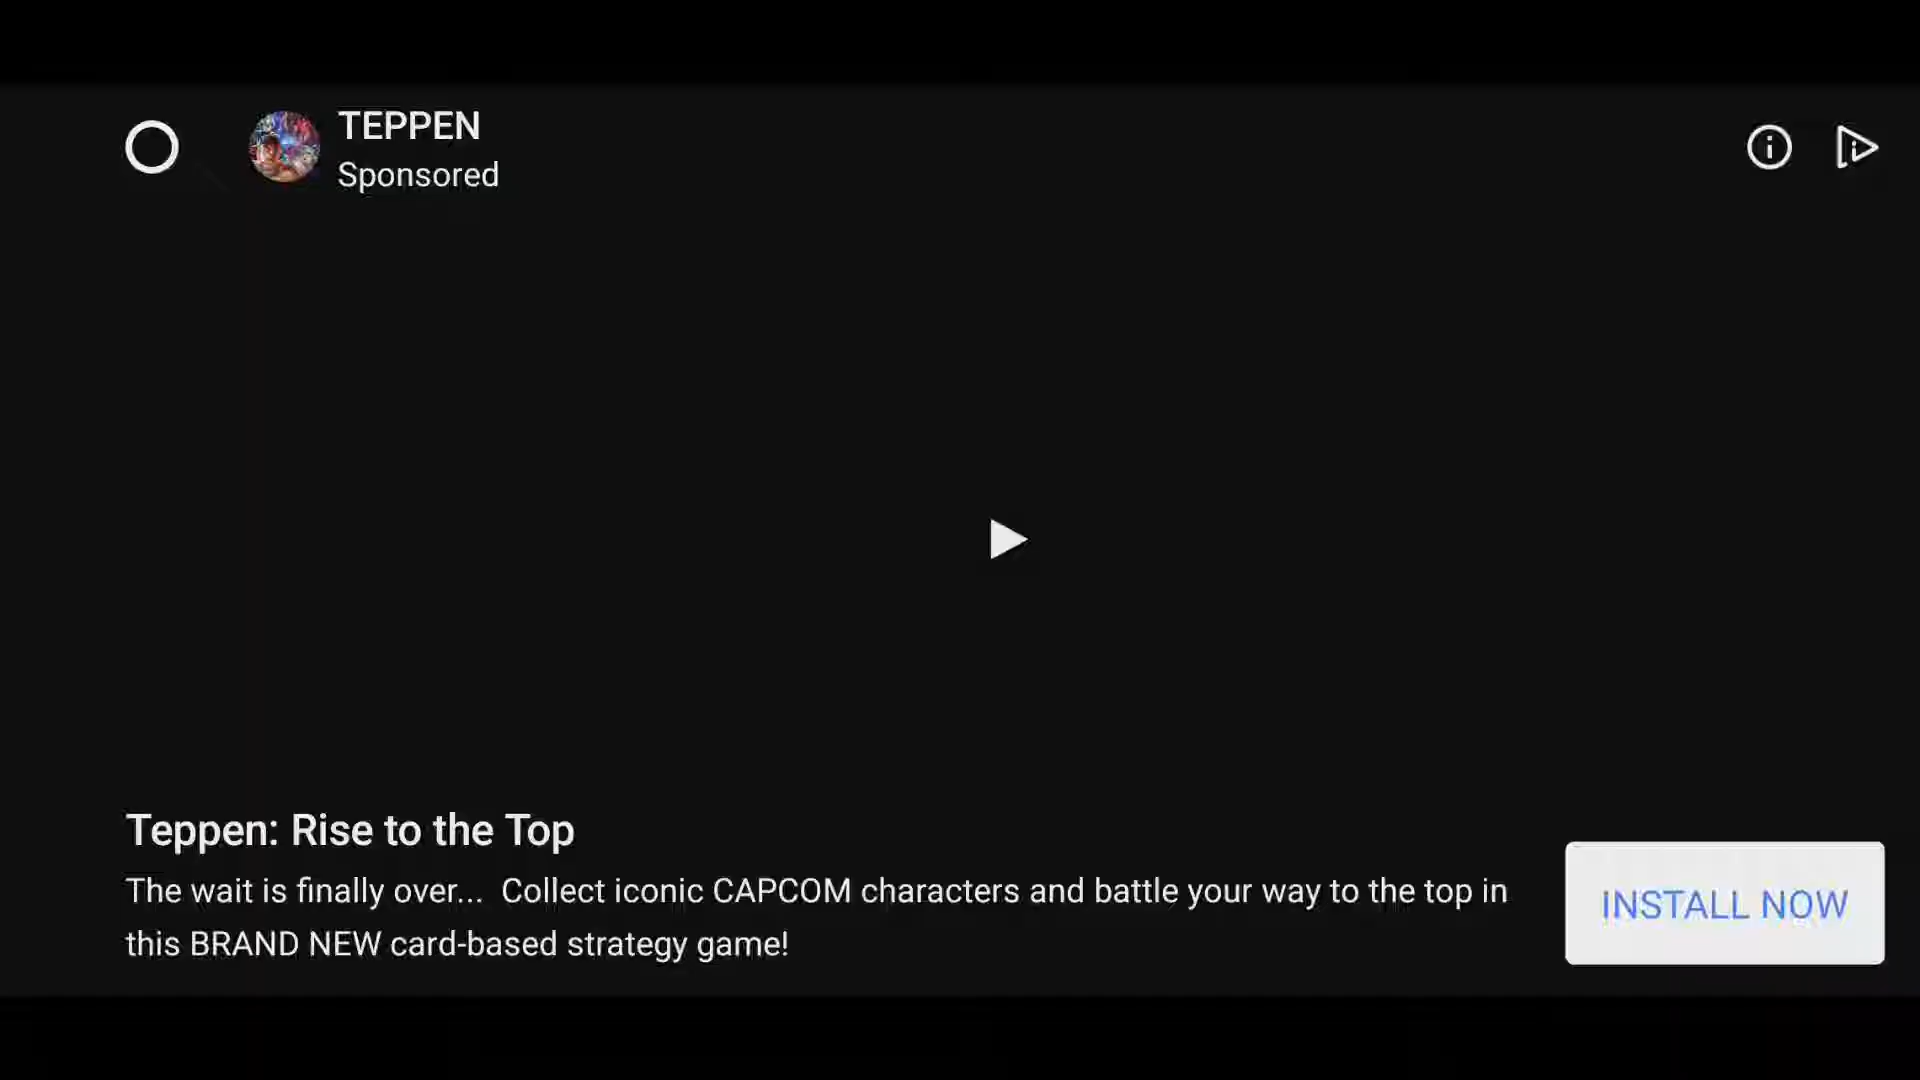 TEPPEN
Sponsored
Teppen: Rise to the Top
The wait is finally over...  Collect iconic CAPCOM characters and battle your way to the top in
this BRAND NEW card-based strategy game!
INSTALL NOW